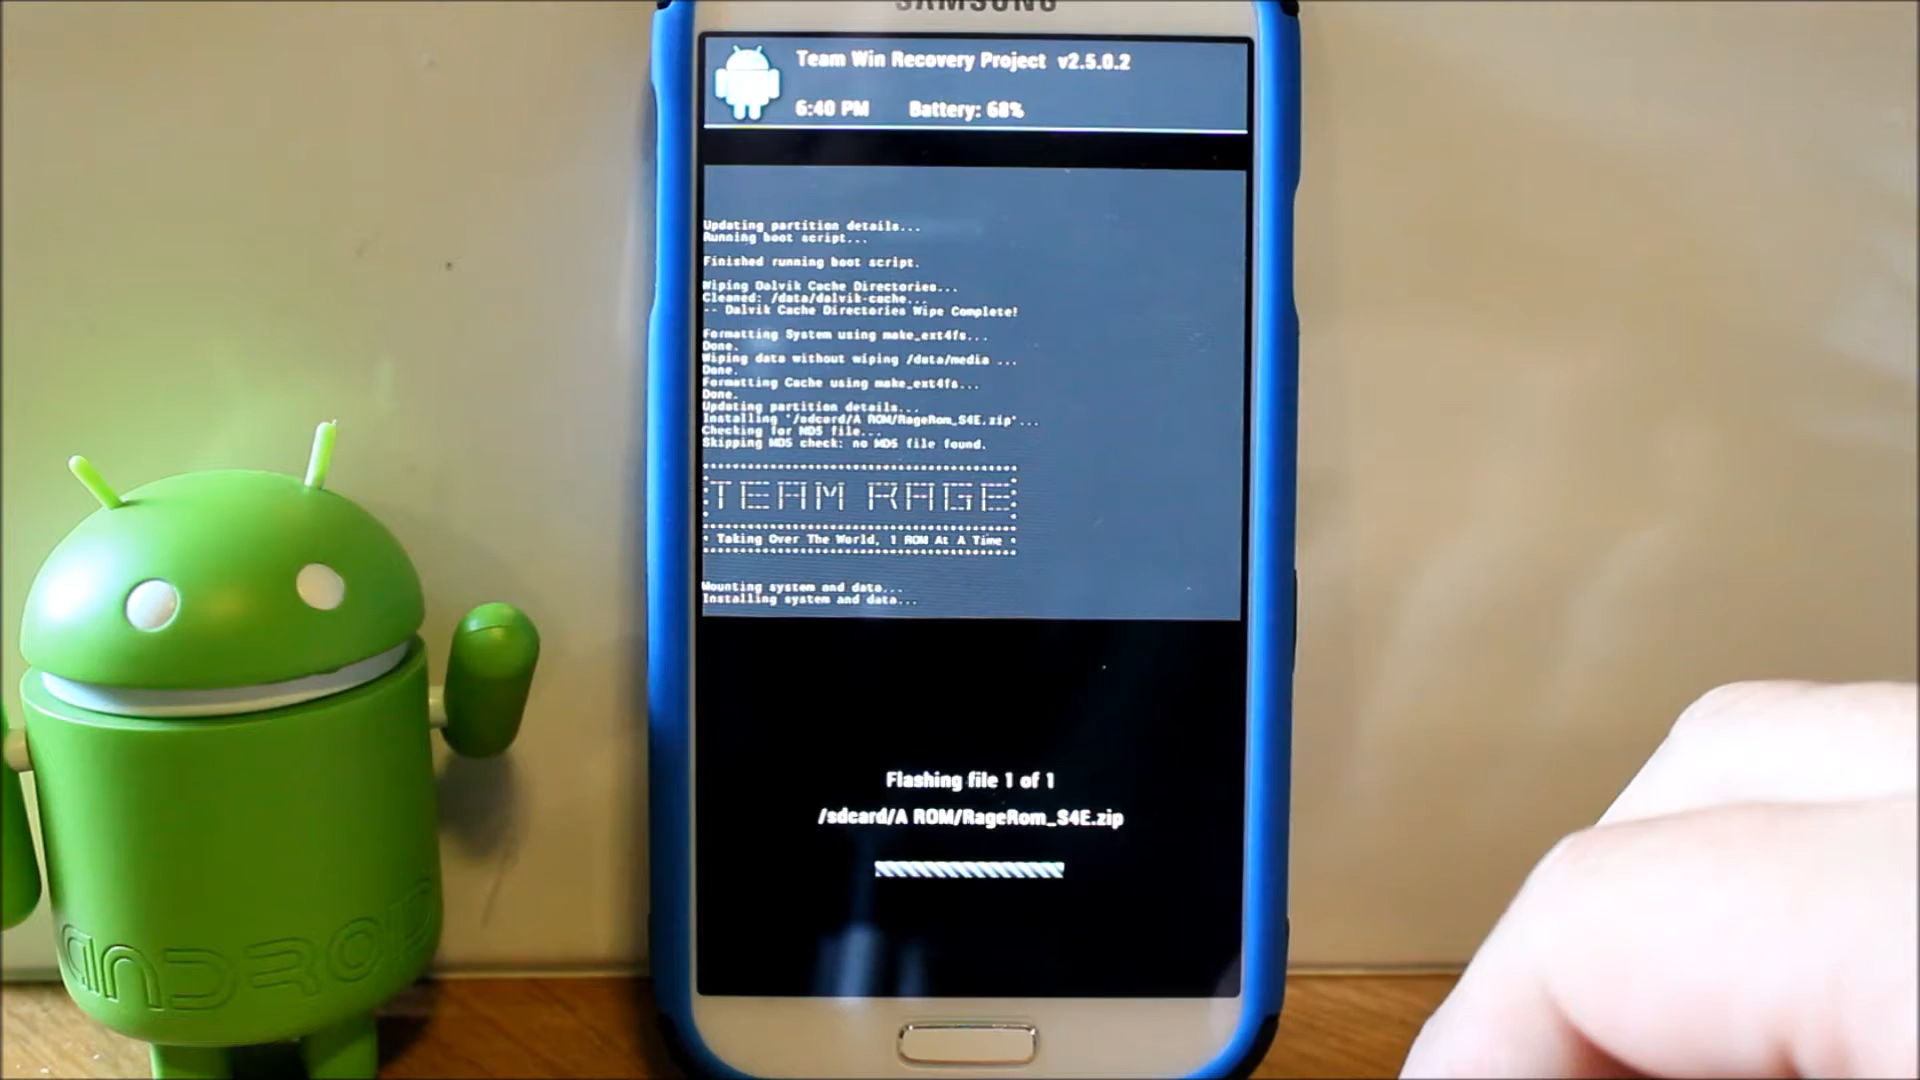 SAMSUNG
Team Win Recovery Project v2.5.0.2
6:40 PM Battery: 68%
Updating partition details...
Running boot script...
Finished running boot script.
Wiping Dalvik Cache Directories...
Cleaned: /data/dalvik-cache...
-- Dalvik Cache Directories Wipe Complete!
Formatting System using make_ext4fs...
Done.
Wiping data without wiping /data/media ...
Done.
Formatting Cache using make_ext4fs...
Done.
Updating partition details...
Installing '/sdcard/A ROM/RageRom_S4E.zip'...
Checking for MD5 file...
Skipping MD5 check: no MD5 file found.
TEAM RAGE
Taking Over The World, 1 ROM At A Time
Mounting system and data...
Installing system and data...
Flashing file 1 of 1
/sdcard/A ROM/RageRom_S4E.zip
ANDROID